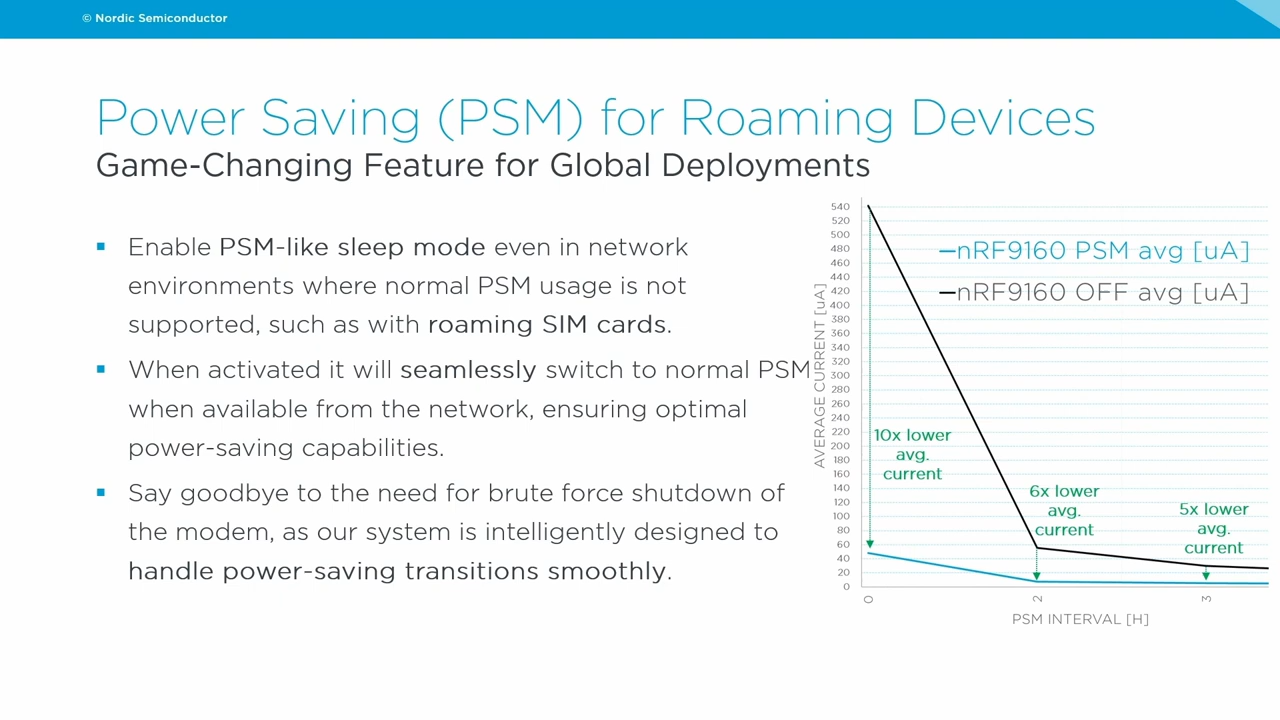 © Nordic Semiconductor
Power Saving (PSM) for Roaming Devices
Game-Changing Feature for Global Deployments
Enable PSM-like sleep mode even in network
environments where normal PSM usage is not
supported, such as with roaming SIM cards.
When activated it will seamlessly switch to normal PSM
when available from the network, ensuring optimal
power-saving capabilities.
Say goodbye to the need for brute force shutdown of
the modem, as our system is intelligently designed to
handle power-saving transitions smoothly.
AVERAGE CURRENT [uA]
540
520
500
480
460
440
420
400
380
360
340
320
300
280
260
240
220
200
180
160
140
120
100
80
60
40
20
0
nRF9160 PSM avg [uA]
nRF9160 OFF avg [uA]
10x lower
avg.
current
6x lower
avg.
current
5x lower
avg.
current
0
2
3
PSM INTERVAL [H]